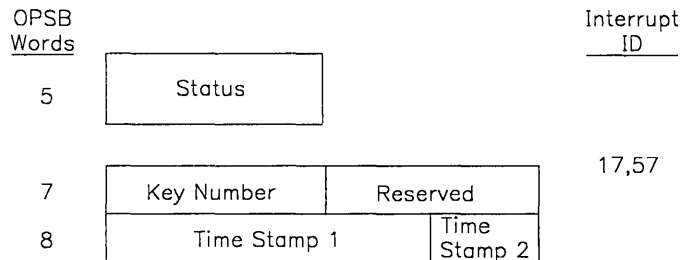 OPSB Words
Interrupt ID
5
Status
17,57
7
Key Number
Reserved
8
Time Stamp 1
Time Stamp 2